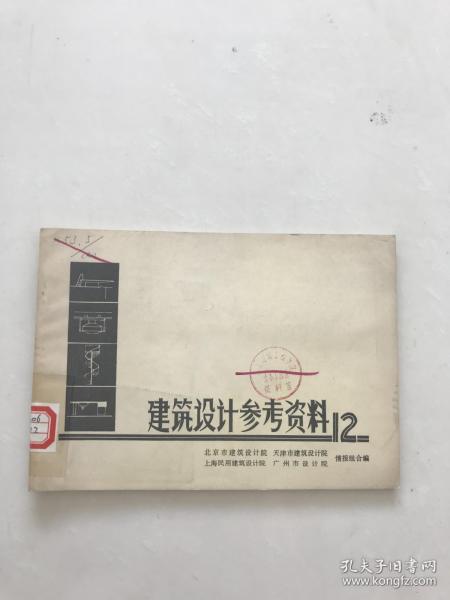 53.5
建筑设计参考资料12
北京市建筑设计院 天津市建筑设计院
上海民用建筑设计院 广州市设计院
情报组合编
孔夫子旧书网
www.kongfz.com